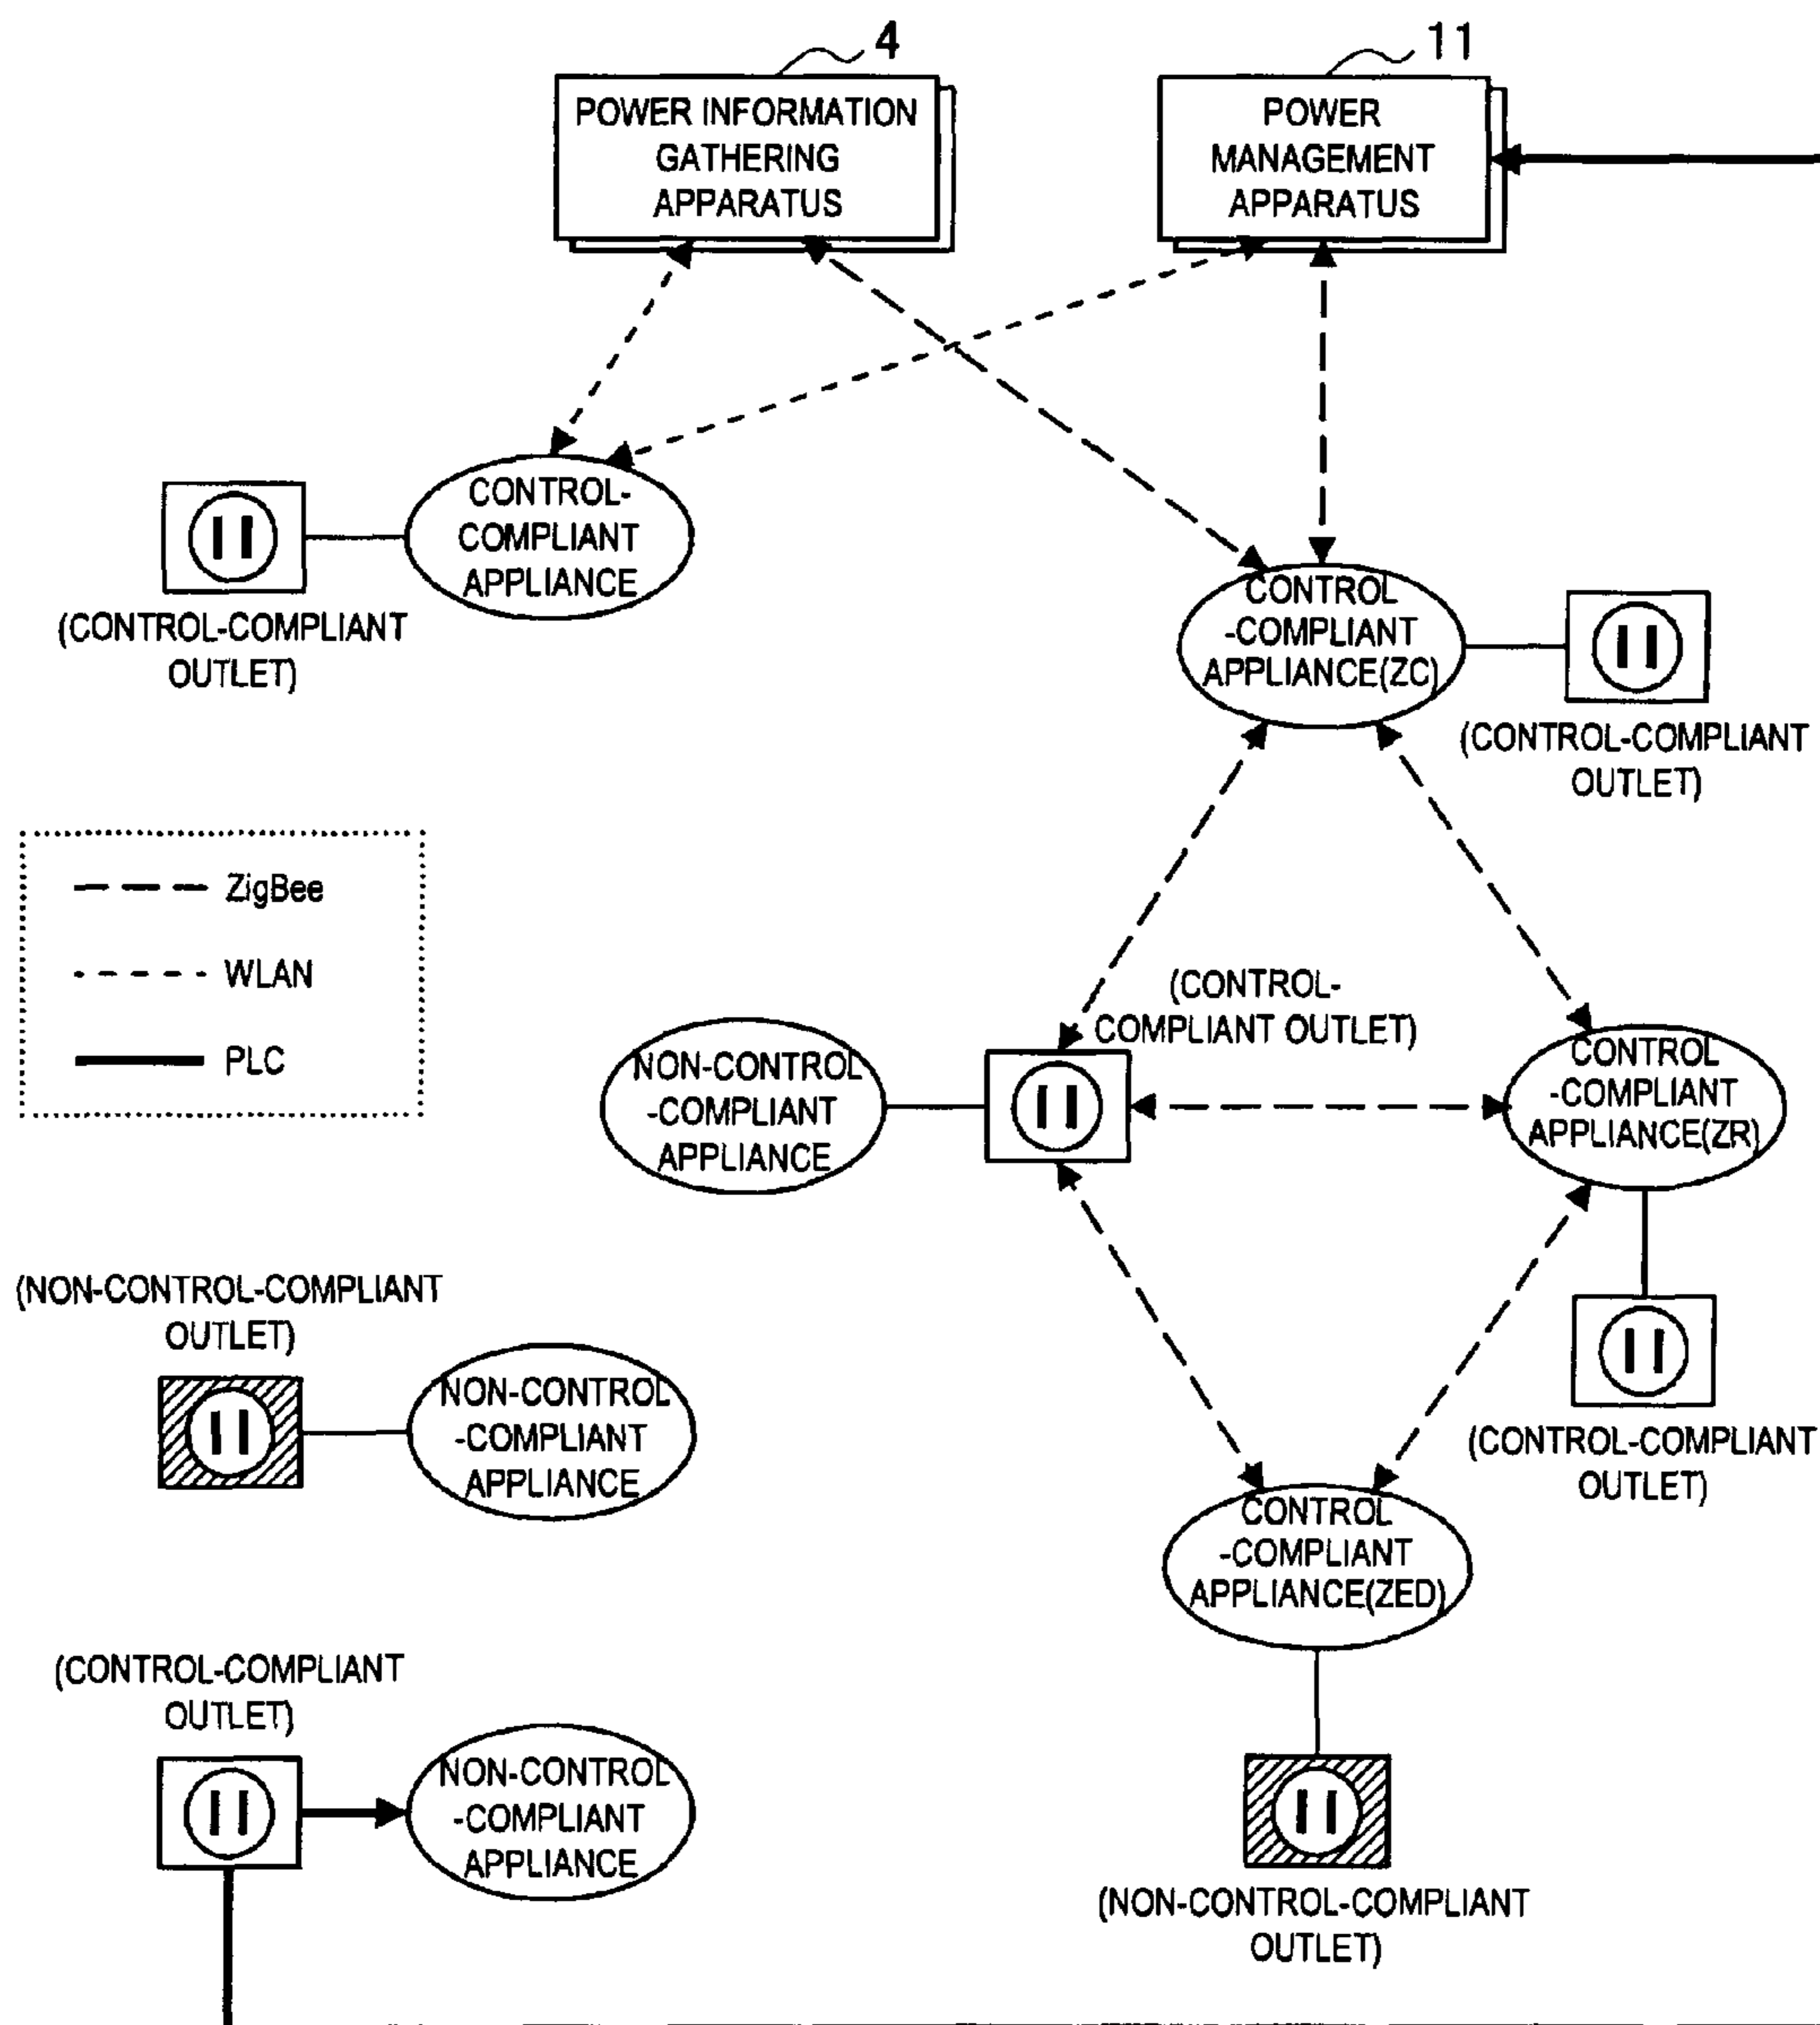 4
11
POWER INFORMATION
GATHERING
APPARATUS
POWER
MANAGEMENT
APPARATUS
CONTROL-
COMPLIANT
APPLIANCE
(CONTROL-COMPLIANT
OUTLET)
CONTROL
-COMPLIANT
APPLIANCE(ZC)
(CONTROL-COMPLIANT
OUTLET)
ZigBee
WLAN
PLC
(CONTROL-
COMPLIANT OUTLET)
NON-CONTROL
-COMPLIANT
APPLIANCE
CONTROL
-COMPLIANT
APPLIANCE(ZR)
(CONTROL-COMPLIANT
OUTLET)
(NON-CONTROL-COMPLIANT
OUTLET)
NON-CONTROL
-COMPLIANT
APPLIANCE
CONTROL
-COMPLIANT
APPLIANCE(ZED)
(NON-CONTROL-COMPLIANT
OUTLET)
(CONTROL-COMPLIANT
OUTLET)
NON-CONTROL
-COMPLIANT
APPLIANCE